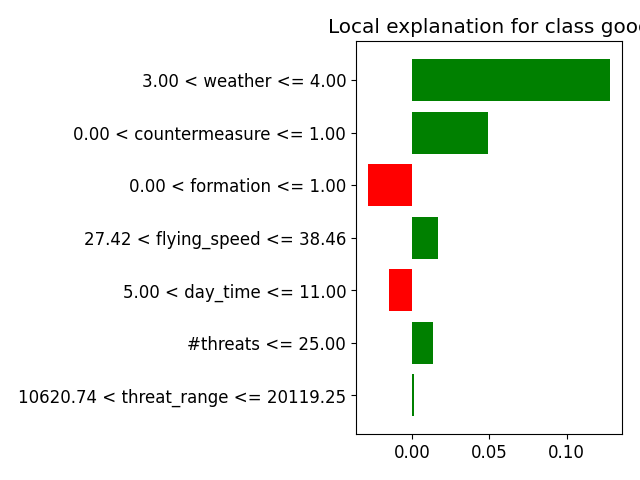 Local explanation for class goo
3.00 < weather <= 4.00
0.00 < countermeasure <= 1.00
0.00 < formation <= 1.00
27.42 < flying_speed <= 38.46
5.00 < day_time <= 11.00
#threats <= 25.00
10620.74 < threat_range <= 20119.25
0.00 0.05 0.10